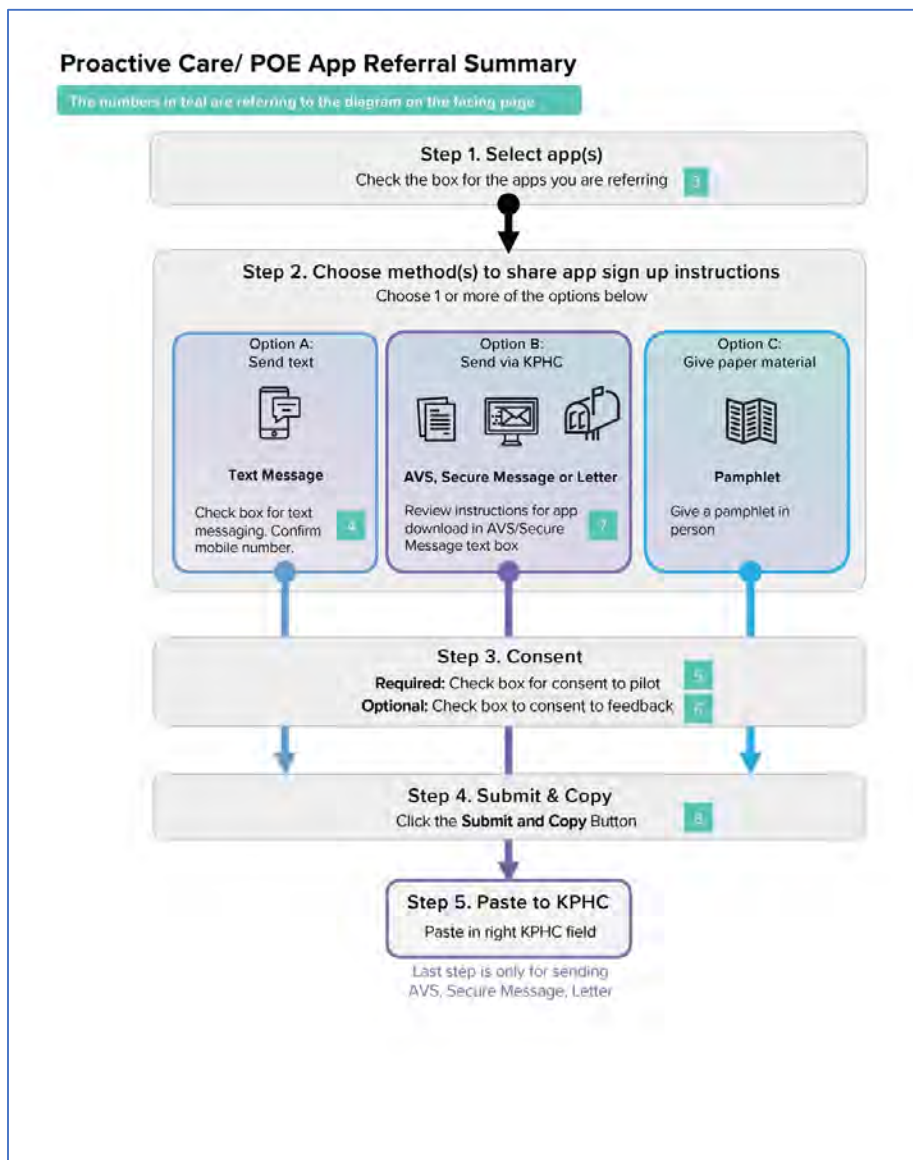 Proactive Care/ POE App Referral Summary
The numbers in teal are referring to the diagram on the facing page
Step 1. Select app(s)
Check the box for the apps you are referring
3
Step 2. Choose method(s) to share app sign up instructions
Choose 1 or more of the options below
Option A:
Send text
Text Message
Check box for text
messaging. Confirm
mobile number.
4
Option B:
Send via KPHC
AVS, Secure Message or Letter
Review instructions for app
download in AVS/Secure
Message text box
7
Option C:
Give paper material
Pamphlet
Give a pamphlet in
person
Step 3. Consent
Required: Check box for consent to pilot
5
Optional: Check box to consent to feedback
6
Step 4. Submit & Copy
Click the Submit and Copy Button
8
Step 5. Paste to KPHC
Paste in right KPHC field
Last step is only for sending
AVS, Secure Message, Letter